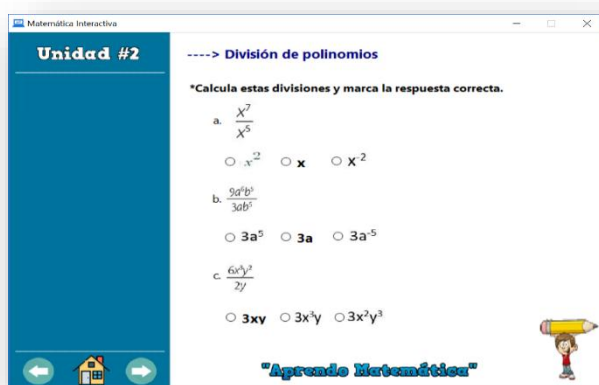 Matemática Interactiva
Unidad #2
----> División de polinomios
*Calcula estas divisiones y marca la respuesta correcta.
a. x⁷/x⁵
x² x x⁻²
b. 9a⁶b⁵/3ab⁵
3a⁵ 3a 3a⁻⁵
c. 6x³y²/2y
3xy 3x³y 3x²y³
"Aprendo Matemática"